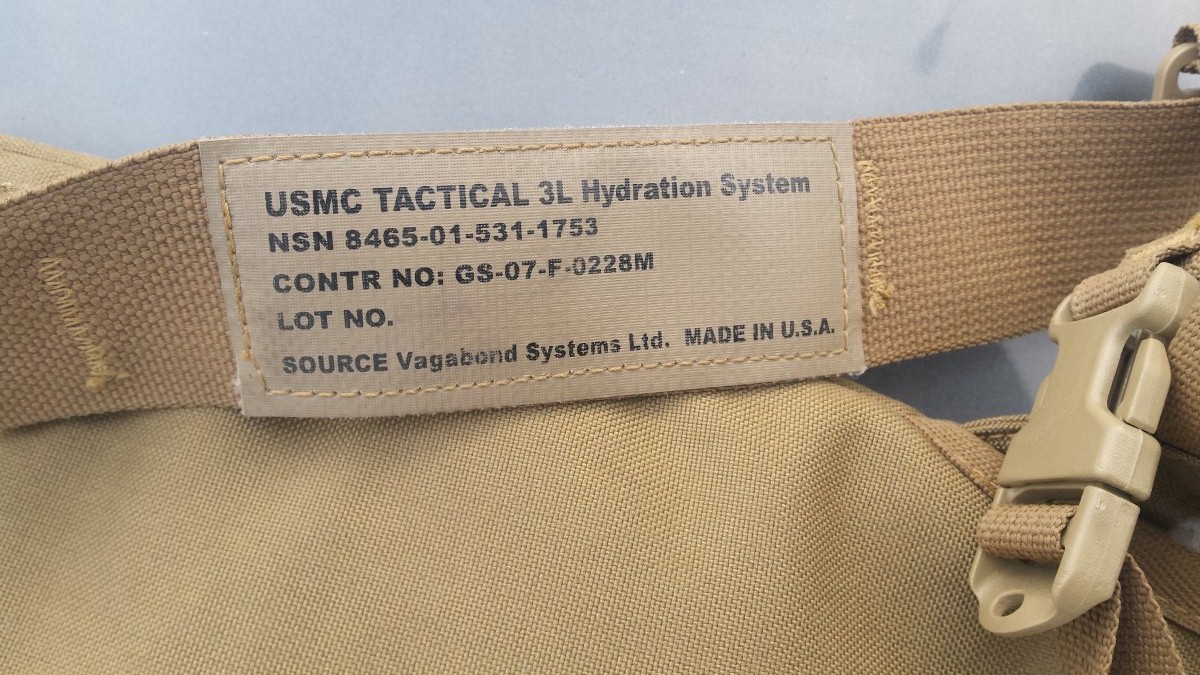 USMC TACTICAL 3L Hydration System
NSN 8465-01-531-1753
CONTR NO: GS-07-F-0228M
LOT NO.
SOURCE Vagabond Systems Ltd. MADE IN U.S.A.